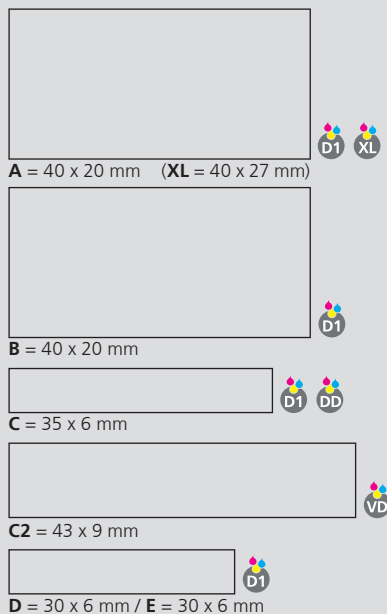 D1 XL
A = 40 x 20 mm (XL = 40 x 27 mm)
D1
B = 40 x 20 mm
D1 DD
C = 35 x 6 mm
VD
C2 = 43 x 9 mm
D1
D = 30 x 6 mm / E = 30 x 6 mm